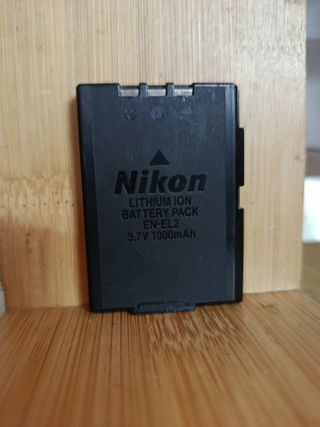 Nikon
LITHIUM ION
BATTERY PACK
EN-EL2
3.7V 1000mAh